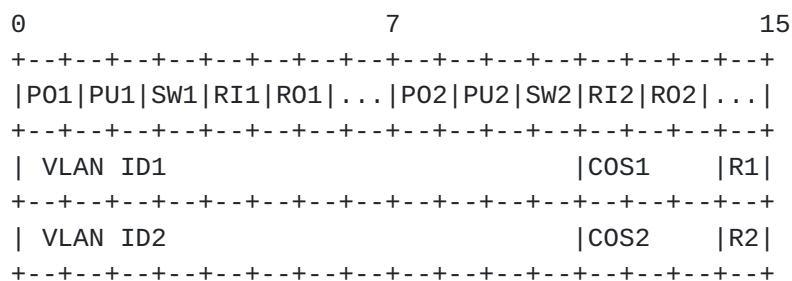 0                       7                       15
+--+--+--+--+--+--+--+--+--+--+--+--+--+--+--+--+
|PO1|PU1|SW1|RI1|RO1|...|PO2|PU2|SW2|RI2|RO2|...|
+--+--+--+--+--+--+--+--+--+--+--+--+--+--+--+--+
| VLAN ID1                          |COS1    |R1|
+--+--+--+--+--+--+--+--+--+--+--+--+--+--+--+--+
| VLAN ID2                          |COS2    |R2|
+--+--+--+--+--+--+--+--+--+--+--+--+--+--+--+--+